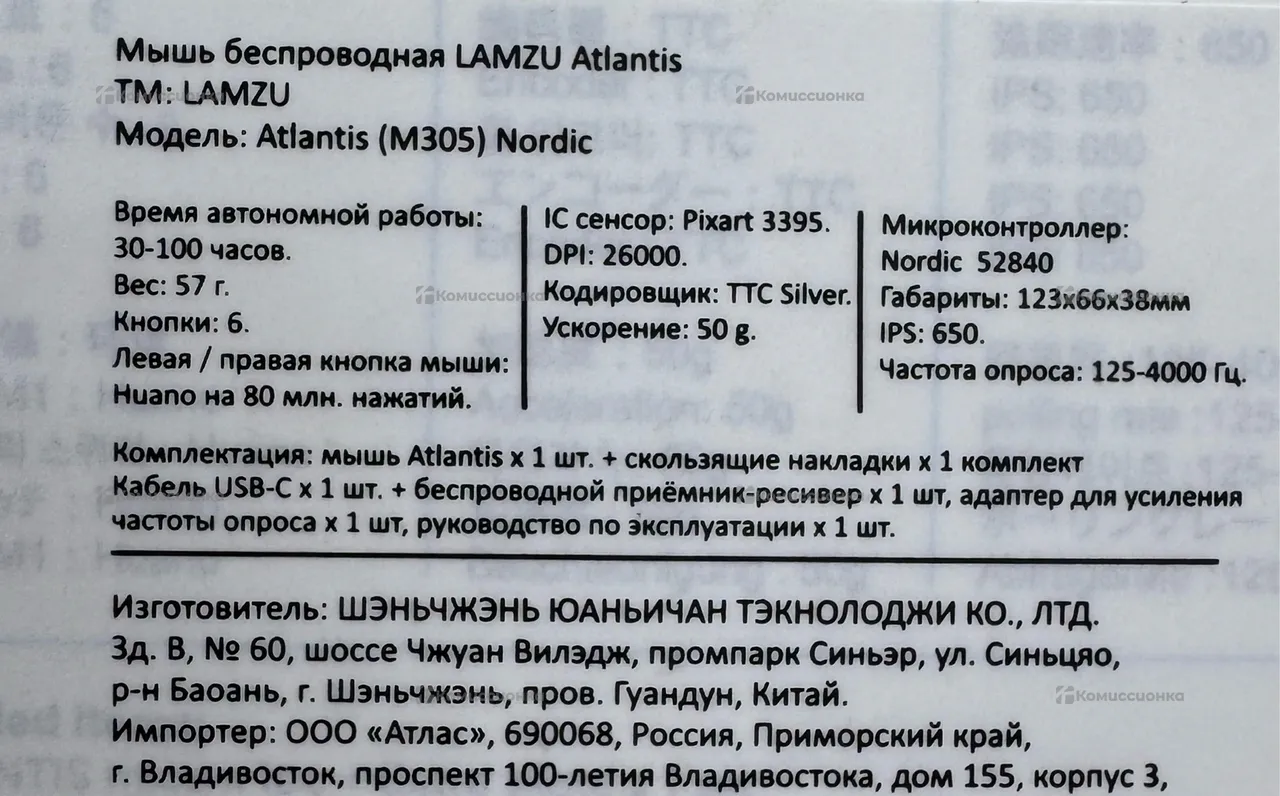 Мышь беспроводная LAMZU Atlantis
TM: LAMZU
Модель: Atlantis (M305) Nordic
Время автономной работы:
30-100 часов.
Вес: 57 г.
Кнопки: 6.
Левая / правая кнопка мыши:
Huano на 80 млн. нажатий.
IC сенсор: Pixart 3395.
DPI: 26000.
Кодировщик: TTC Silver.
Ускорение: 50 g.
Микроконтроллер:
Nordic 52840
Габариты: 123x66x38мм
IPS: 650.
Частота опроса: 125-4000 Гц.
Комплектация: мышь Atlantis x 1 шт. + скользящие накладки x 1 комплект
Кабель USB-C x 1 шт. + беспроводной приёмник-ресивер x 1 шт, адаптер для усиления
частоты опроса x 1 шт, руководство по эксплуатации x 1 шт.
Изготовитель: ШЭНЬЧЖЭНЬ ЮАНЬИЧАН ТЭКНОЛОДЖИ КО., ЛТД.
Зд. В, № 60, шоссе Чжуан Вилэдж, промпарк Синьэр, ул. Синьцяо,
р-н Баоань, г. Шэньчжэнь, пров. Гуандун, Китай.
Импортер: ООО «Атлас», 690068, Россия, Приморский край,
г. Владивосток, проспект 100-летия Владивостока, дом 155, корпус 3,
Комиссионка
Комиссионка
Комиссионка
Комиссионка